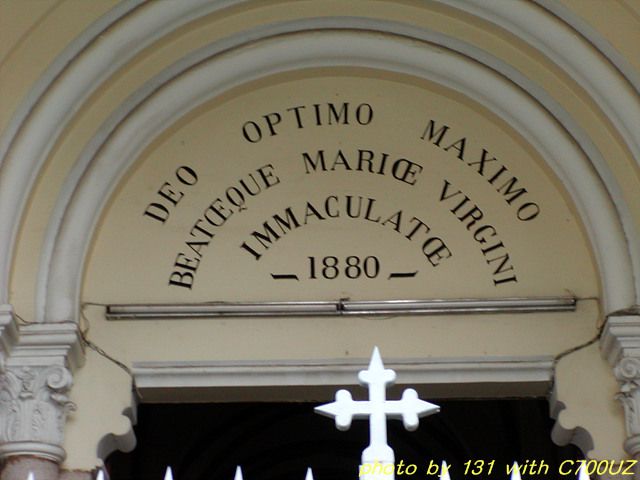 DEO OPTIMO MAXIMO
BEATŒQUE MARIŒ VIRGINI
IMMACULATŒ
1880
photo by 131 with C700UZ